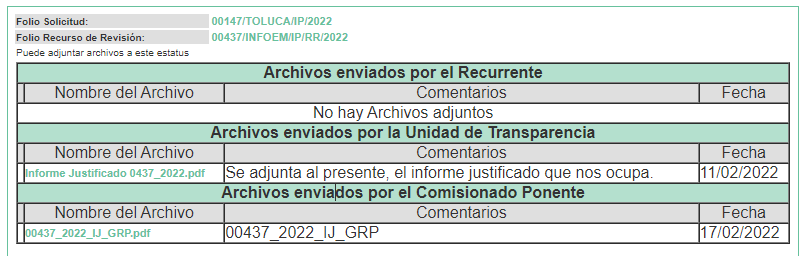 Folio Solicitud: 00147/TOLUCA/IP/2022
Folio Recurso de Revisión: 00437/INFOEM/IP/RR/2022
Puede adjuntar archivos a este estatus
Archivos enviados por el Recurrente
Nombre del Archivo Comentarios Fecha
No hay Archivos adjuntos
Archivos enviados por la Unidad de Transparencia
Nombre del Archivo Comentarios Fecha
Informe Justificado 0437_2022.pdf Se adjunta al presente, el informe justificado que nos ocupa. 11/02/2022
Archivos enviados por el Comisionado Ponente
Nombre del Archivo Comentarios Fecha
00437_2022_IJ_GRP.pdf 00437_2022_IJ_GRP 17/02/2022